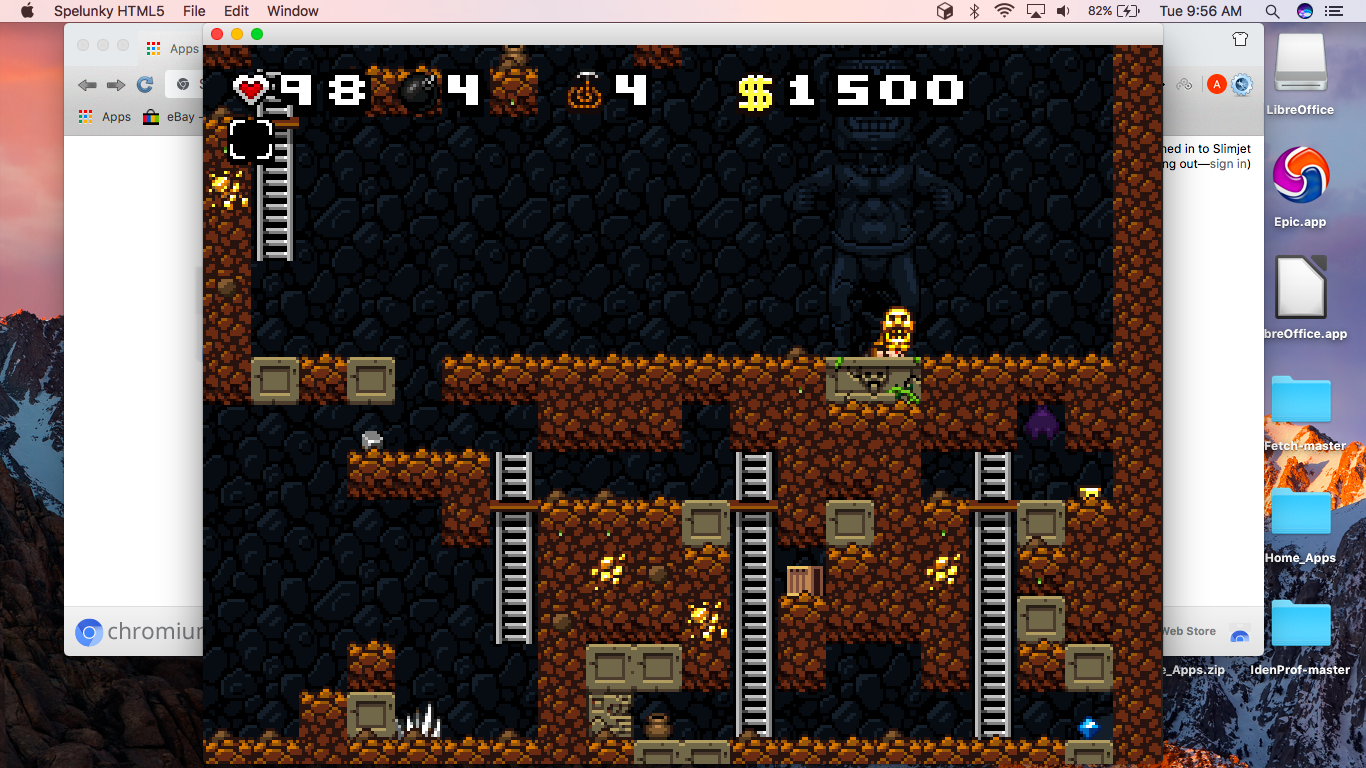 Spelunky HTML5 File Edit Window 82% Tue 9:56 AM
Apps
S
Apps eBay -
98 4 4 $1500
A
ned in to Slimjet
ng out—sign in)
LibreOffice
Epic.app
breOffice.app
Fetch-master
Home_Apps
chromium
Web Store
e_Apps.zip IdenProf-master